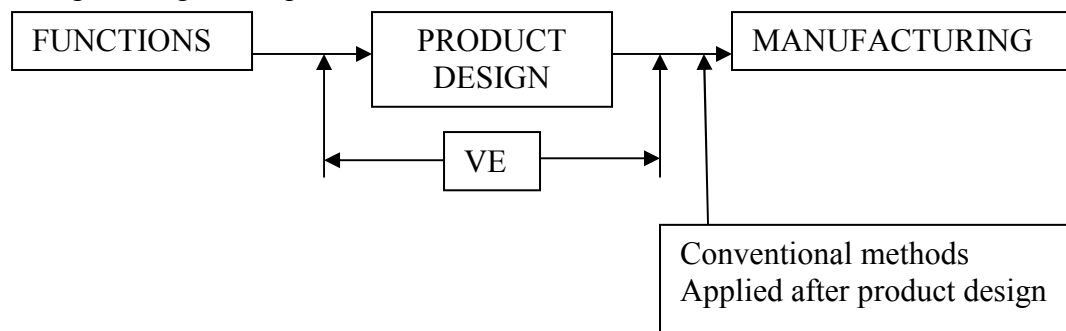 FUNCTIONS
PRODUCT
DESIGN
MANUFACTURING
VE
Conventional methods
Applied after product design